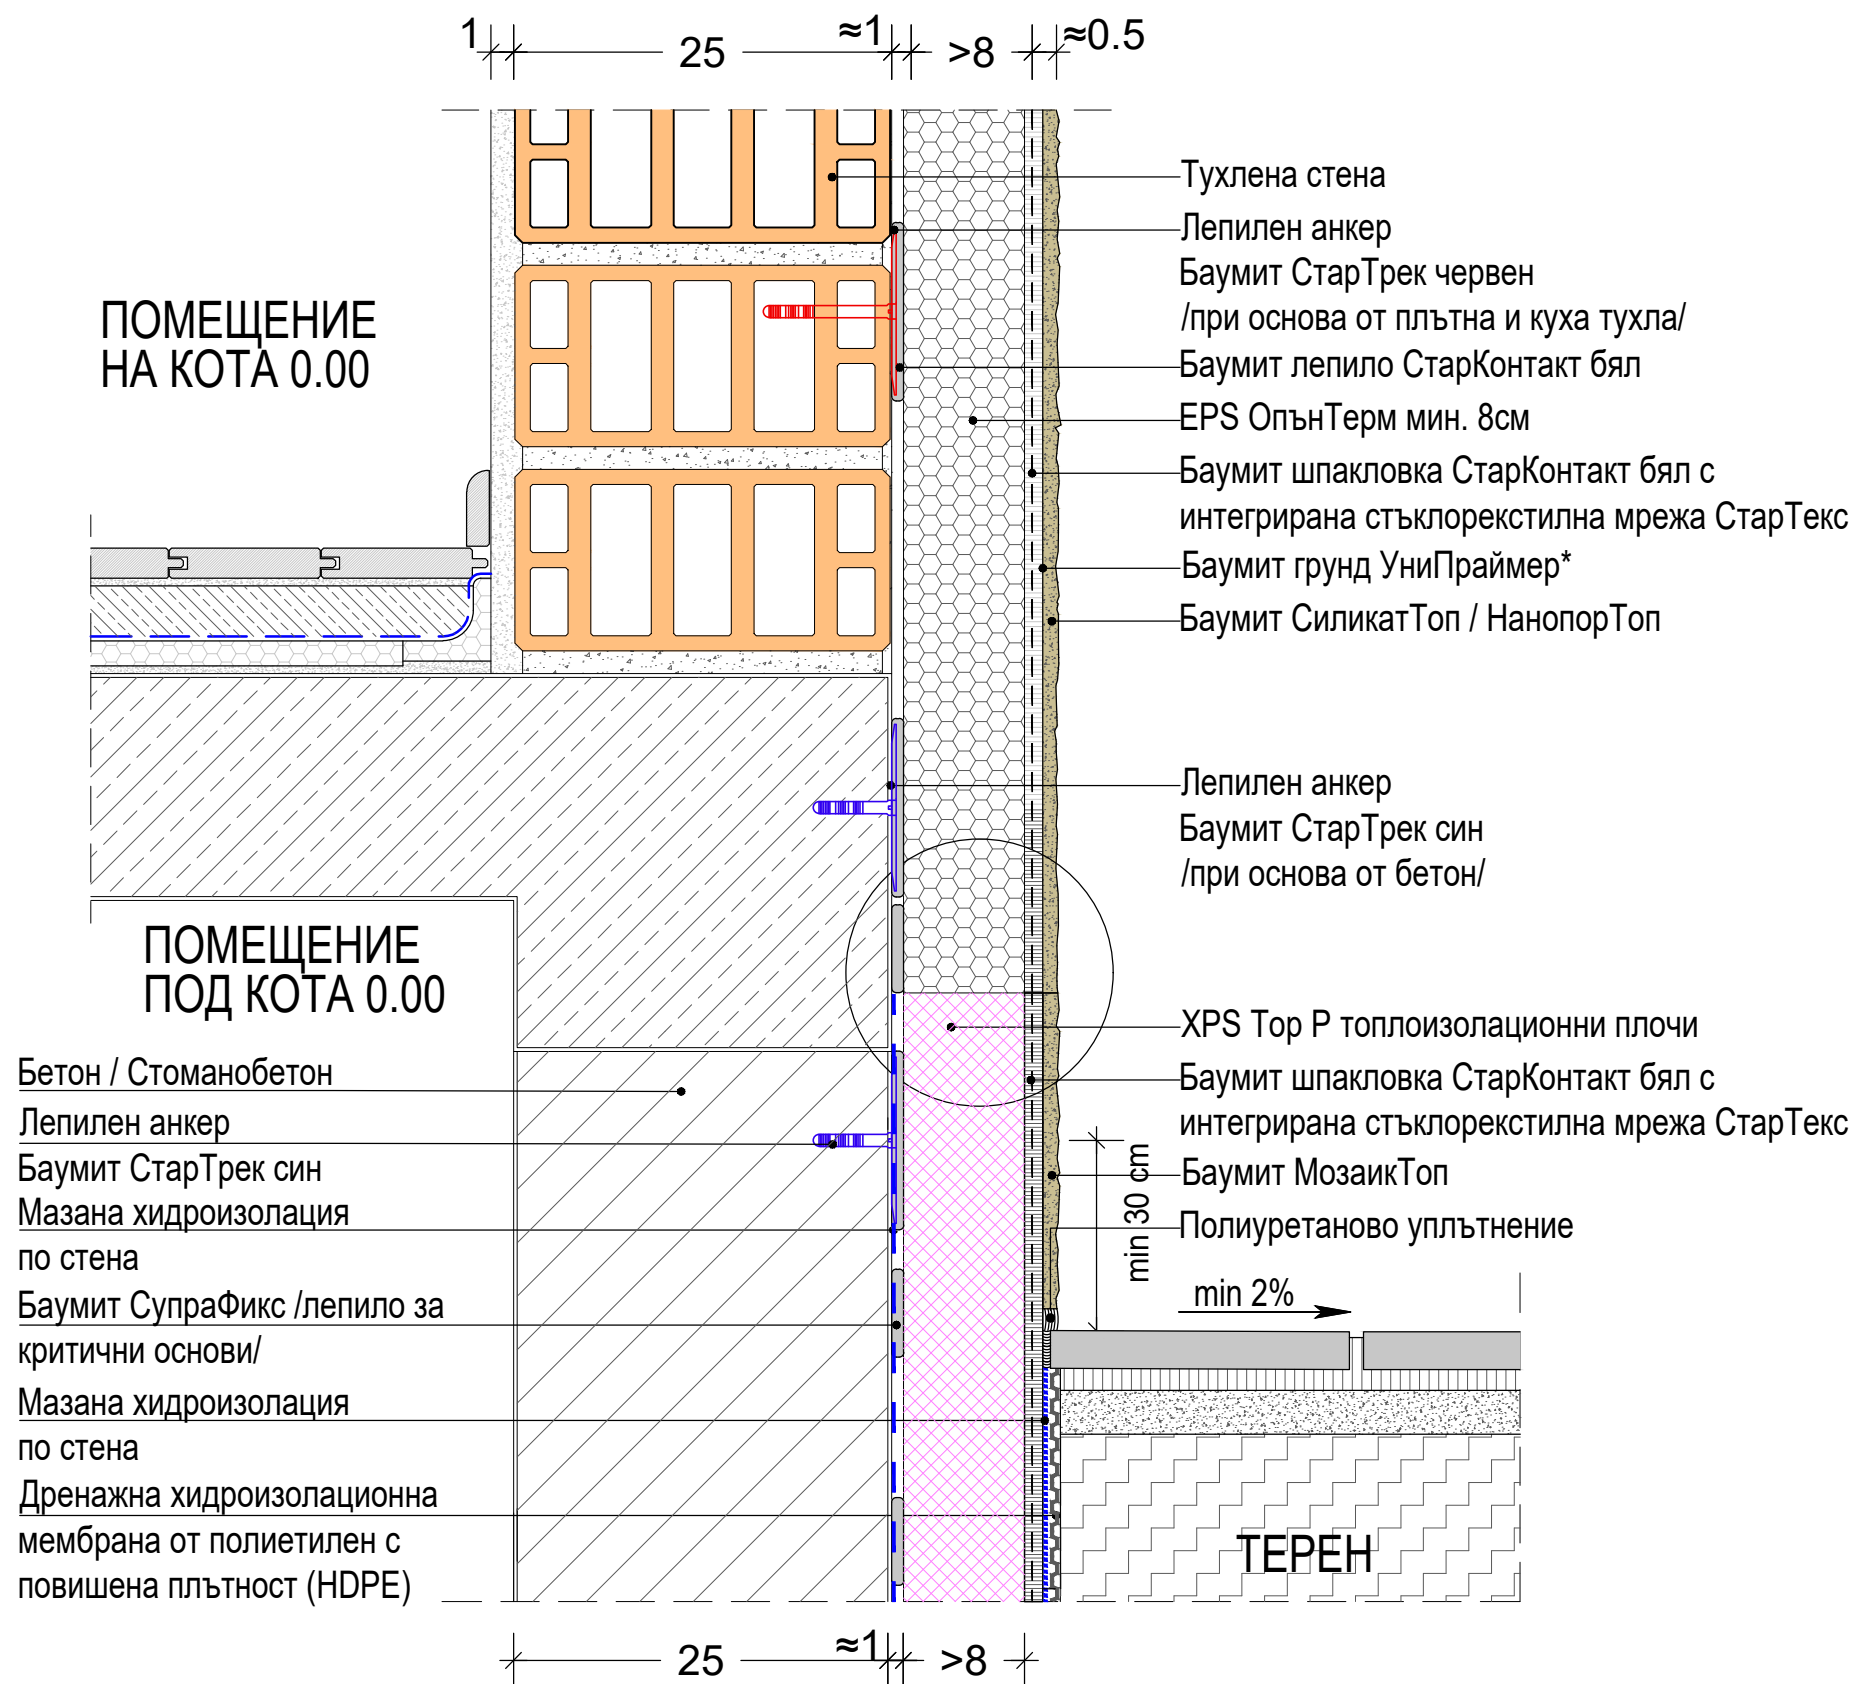 1
25
≈1
>8
≈0.5
Тухлена стена
Лепилен анкер
Баумит СтарТрек червен
/при основа от плътна и куха тухла/
Баумит лепило СтарКонтакт бял
EPS ОпънТерм мин. 8см
Баумит шпакловка СтарКонтакт бял с
интегрирана стъклорекстилна мрежа СтарТекс
Баумит грунд УниПраймер*
Баумит СиликатТоп / НанопорТоп
ПОМЕЩЕНИЕ
НА КОТА 0.00
Лепилен анкер
Баумит СтарТрек син
/при основа от бетон/
ПОМЕЩЕНИЕ
ПОД КОТА 0.00
XPS Top P топлоизолационни плочи
Баумит шпакловка СтарКонтакт бял с
интегрирана стъклорекстилна мрежа СтарТекс
Баумит МозаикТоп
Полиуретаново уплътнение
min 30 cm
min 2%
Бетон / Стоманобетон
Лепилен анкер
Баумит СтарТрек син
Мазана хидроизолация
по стена
Баумит СупраФикс /лепило за
критични основи/
Мазана хидроизолация
по стена
Дренажна хидроизолационна
мембрана от полиетилен с
повишена плътност (HDPE)
ТЕРЕН
25
≈1
>8